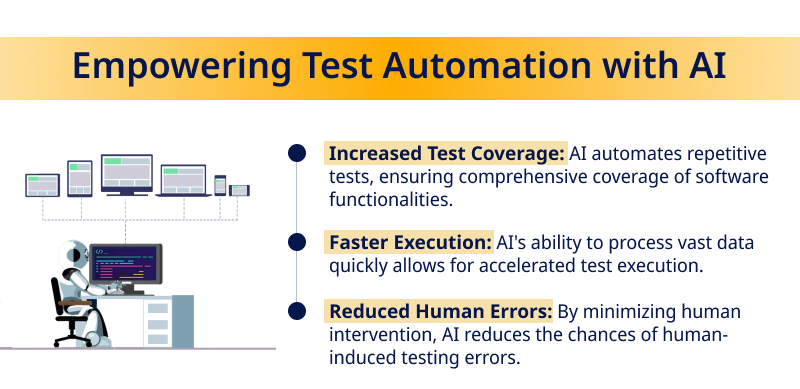 Empowering Test Automation with AI
Increased Test Coverage: AI automates repetitive
tests, ensuring comprehensive coverage of software
functionalities.
Faster Execution: AI's ability to process vast data
quickly allows for accelerated test execution.
Reduced Human Errors: By minimizing human
intervention, AI reduces the chances of human-
induced testing errors.